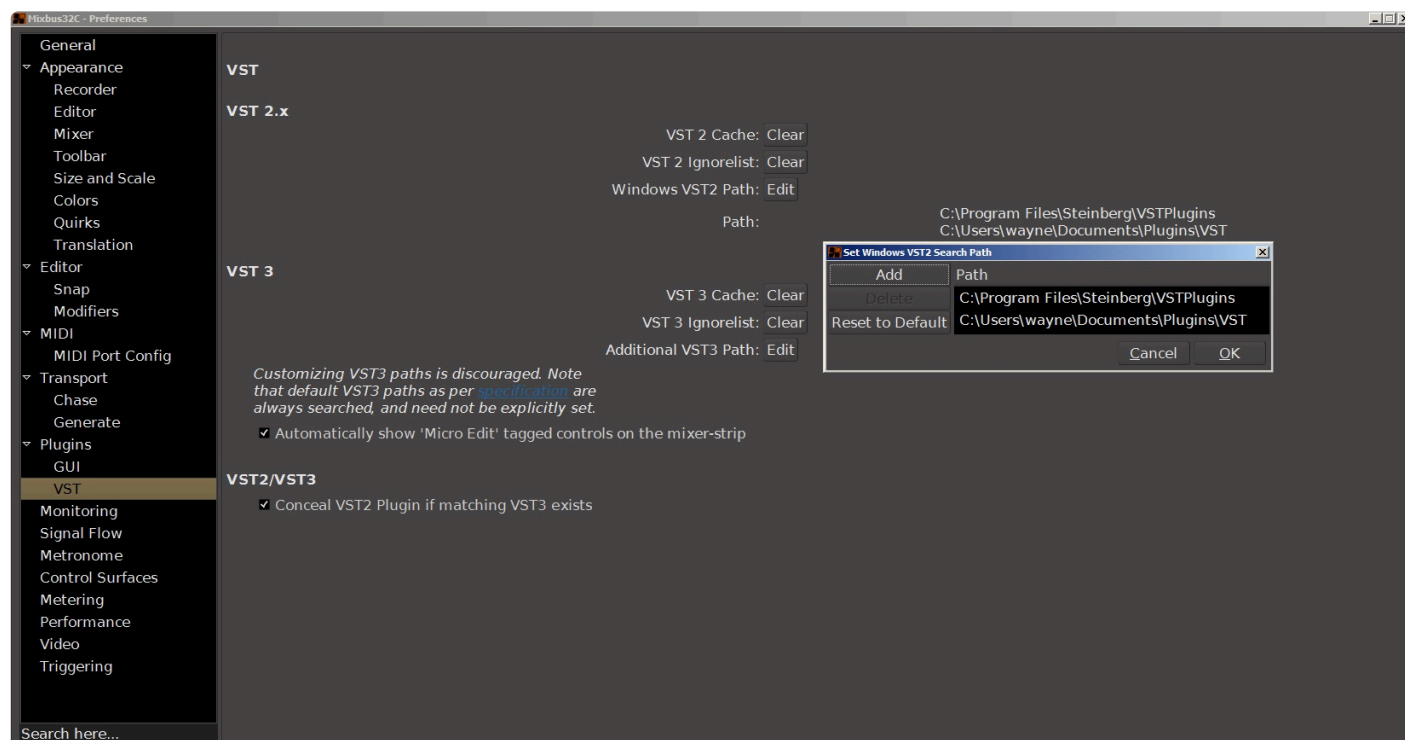 Mixbus32C - Preferences
General
Appearance
Recorder
Editor
Mixer
Toolbar
Size and Scale
Colors
Quirks
Translation
Editor
Snap
Modifiers
MIDI
MIDI Port Config
Transport
Chase
Generate
Plugins
GUI
VST
Monitoring
Signal Flow
Metronome
Control Surfaces
Metering
Performance
Video
Triggering
Search here...
VST
VST 2.x
VST 2 Cache: Clear
VST 2 Ignorelist: Clear
Windows VST2 Path: Edit
Path: C:\Program Files\Steinberg\VSTPlugins
C:\Users\wayne\Documents\Plugins\VST
VST 3
VST 3 Cache: Clear
VST 3 Ignorelist: Clear
Additional VST3 Path: Edit
Customizing VST3 paths is discouraged. Note
that default VST3 paths as per specification are
always searched, and need not be explicitly set.
Automatically show 'Micro Edit' tagged controls on the mixer-strip
VST2/VST3
Conceal VST2 Plugin if matching VST3 exists
Set Windows VST2 Search Path
Add Path
Delete C:\Program Files\Steinberg\VSTPlugins
Reset to Default C:\Users\wayne\Documents\Plugins\VST
Cancel OK